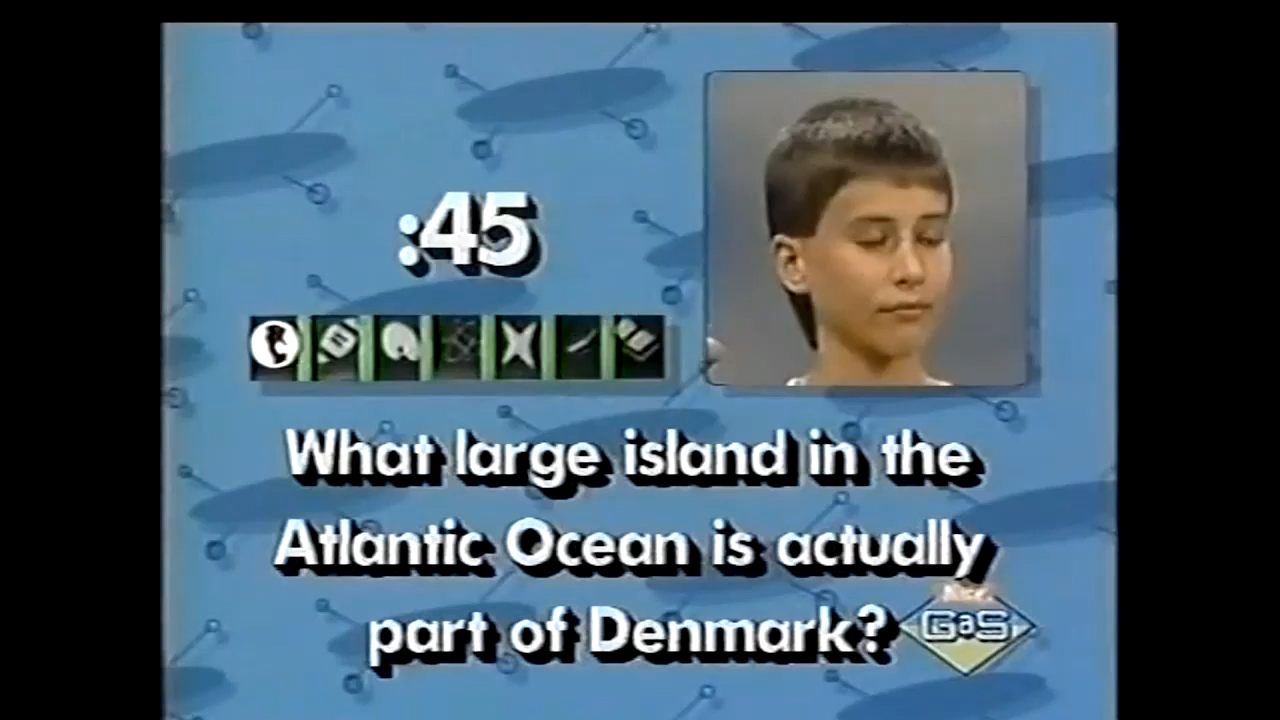 :45
What large island in the
Atlantic Ocean is actually
part of Denmark?
GaS